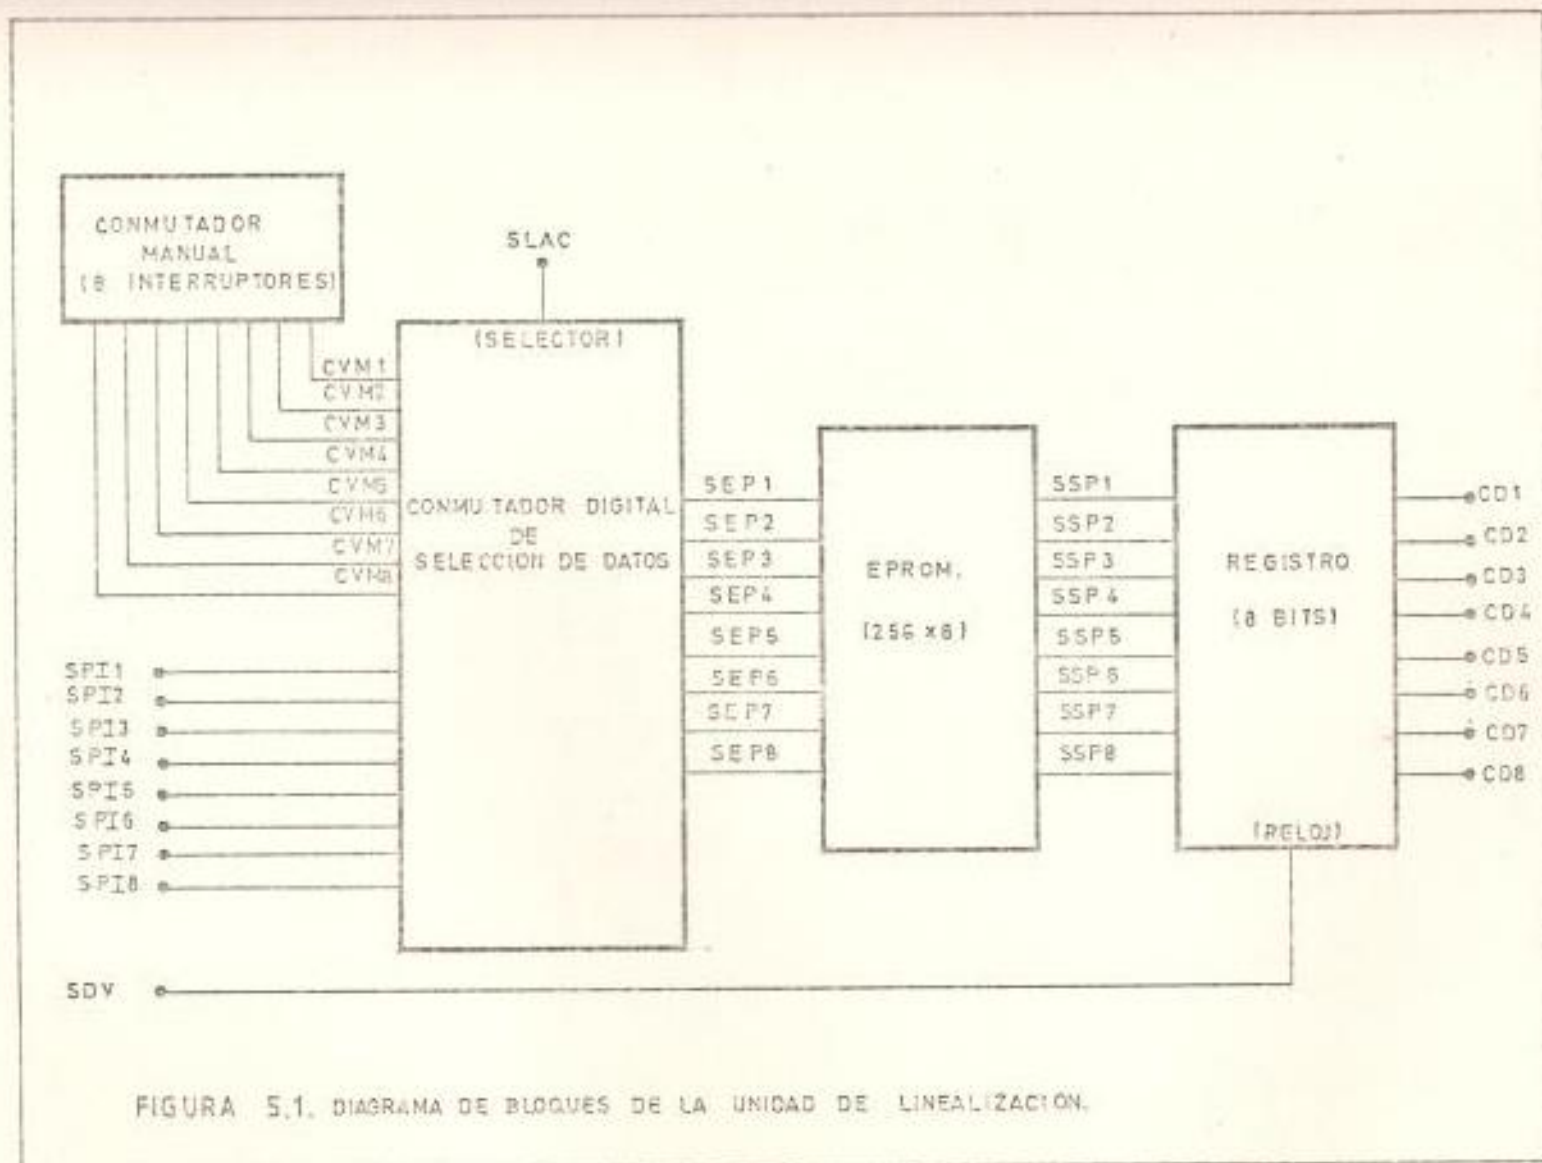 CONMUTADOR
MANUAL
(8 INTERRUPTORES)
SLAC
(SELECTOR)
CVM1
CVM2
CVM3
CVM4
CVM5
CVM6
CVM7
CVM8
CONMUTADOR DIGITAL
DE
SELECCION DE DATOS
SPI1
SPI2
SPI3
SPI4
SPI5
SPI6
SPI7
SPI8
SDV
SEP1
SEP2
SEP3
SEP4
SEP5
SEP6
SEP7
SEP8
EPROM.
(256 X 8)
SSP1
SSP2
SSP3
SSP4
SSP5
SSP6
SSP7
SSP8
REGISTRO
(8 BITS)
(RELOJ)
CD1
CD2
CD3
CD4
CD5
CD6
CD7
CD8
FIGURA 5.1. DIAGRAMA DE BLOQUES DE LA UNIDAD DE LINEALIZACION.